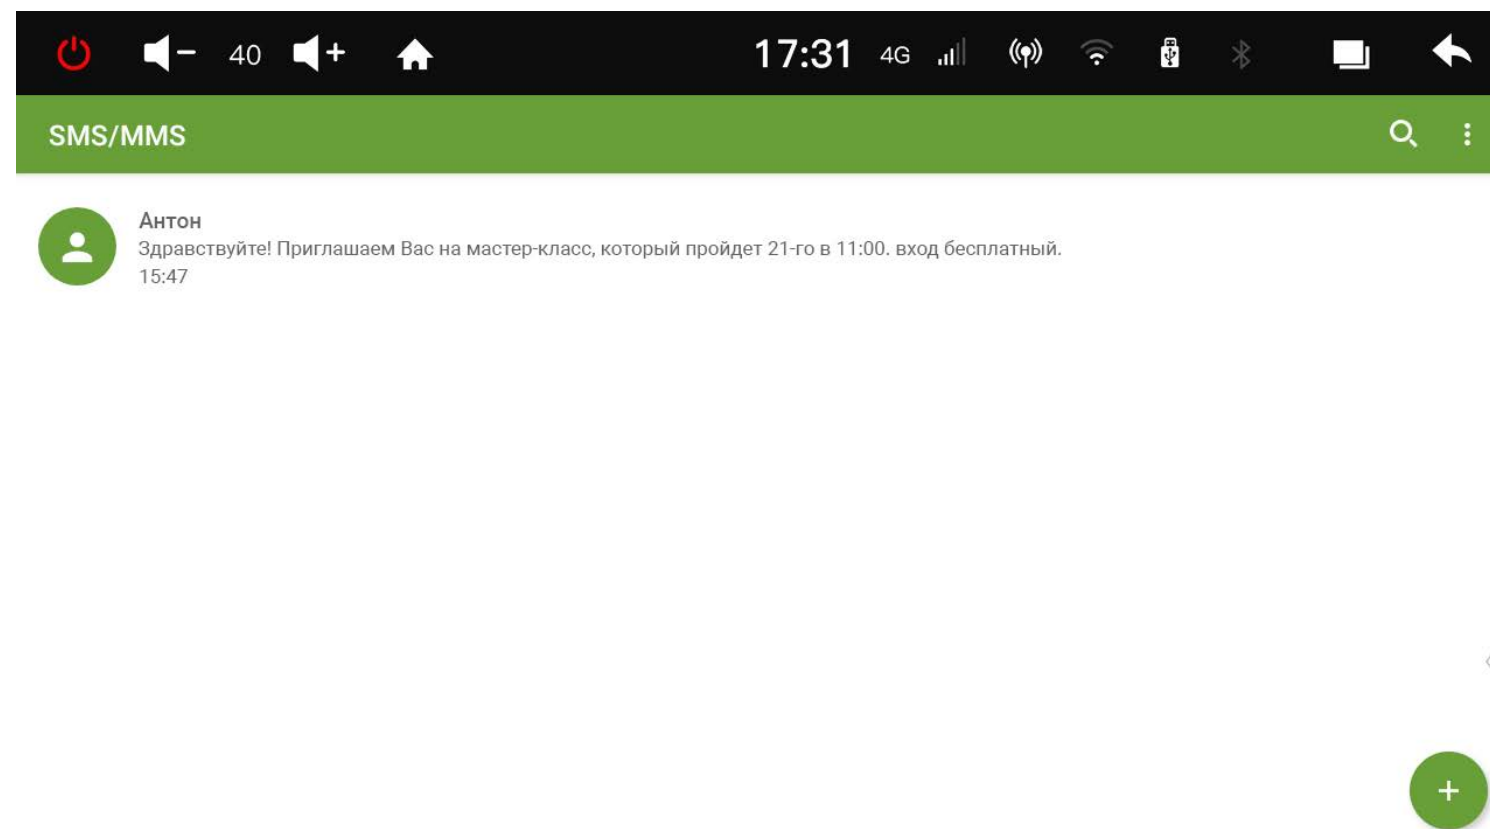 40 17:31 4G
SMS/MMS
Антон
Здравствуйте! Приглашаем Вас на мастер-класс, который пройдет 21-го в 11:00. вход бесплатный.
15:47